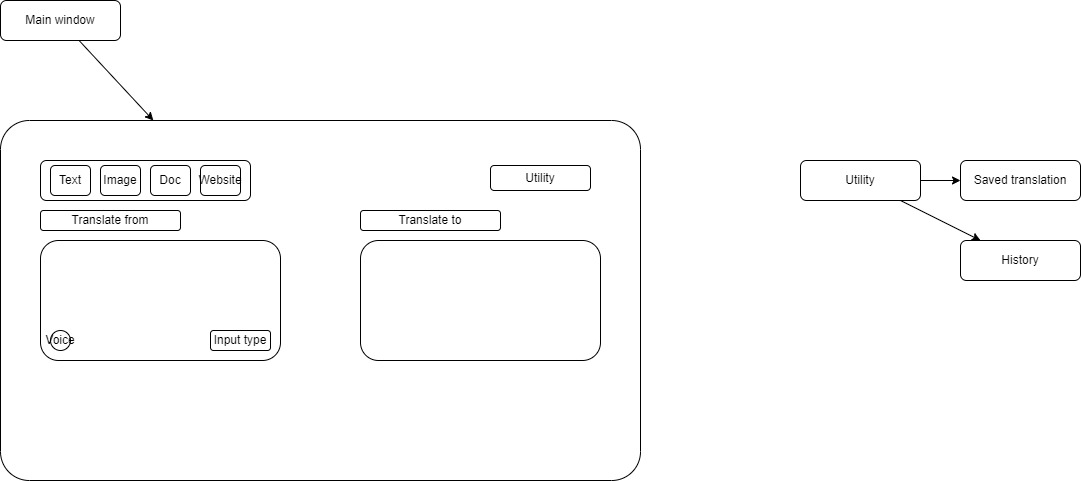 Main window
Text
Image
Doc
Website
Utility
Translate from
Translate to
Voice
Input type
Utility
Saved translation
History